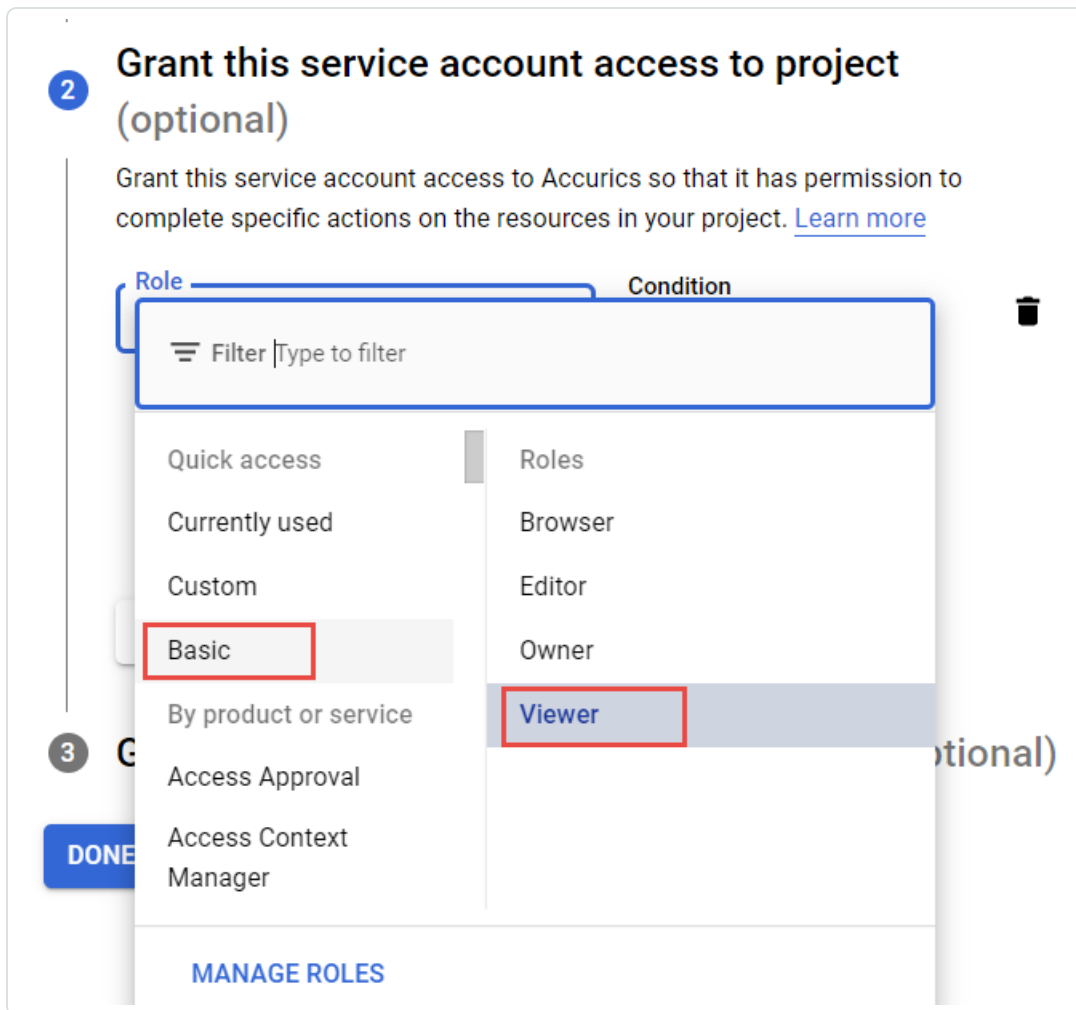 2
Grant this service account access to project
(optional)
Grant this service account access to Accurics so that it has permission to
complete specific actions on the resources in your project. Learn more
Role
Condition
Filter Type to filter
Quick access
Currently used
Custom
Basic
By product or service
Access Approval
Access Context
Manager
Roles
Browser
Editor
Owner
Viewer
3
DONE
MANAGE ROLES